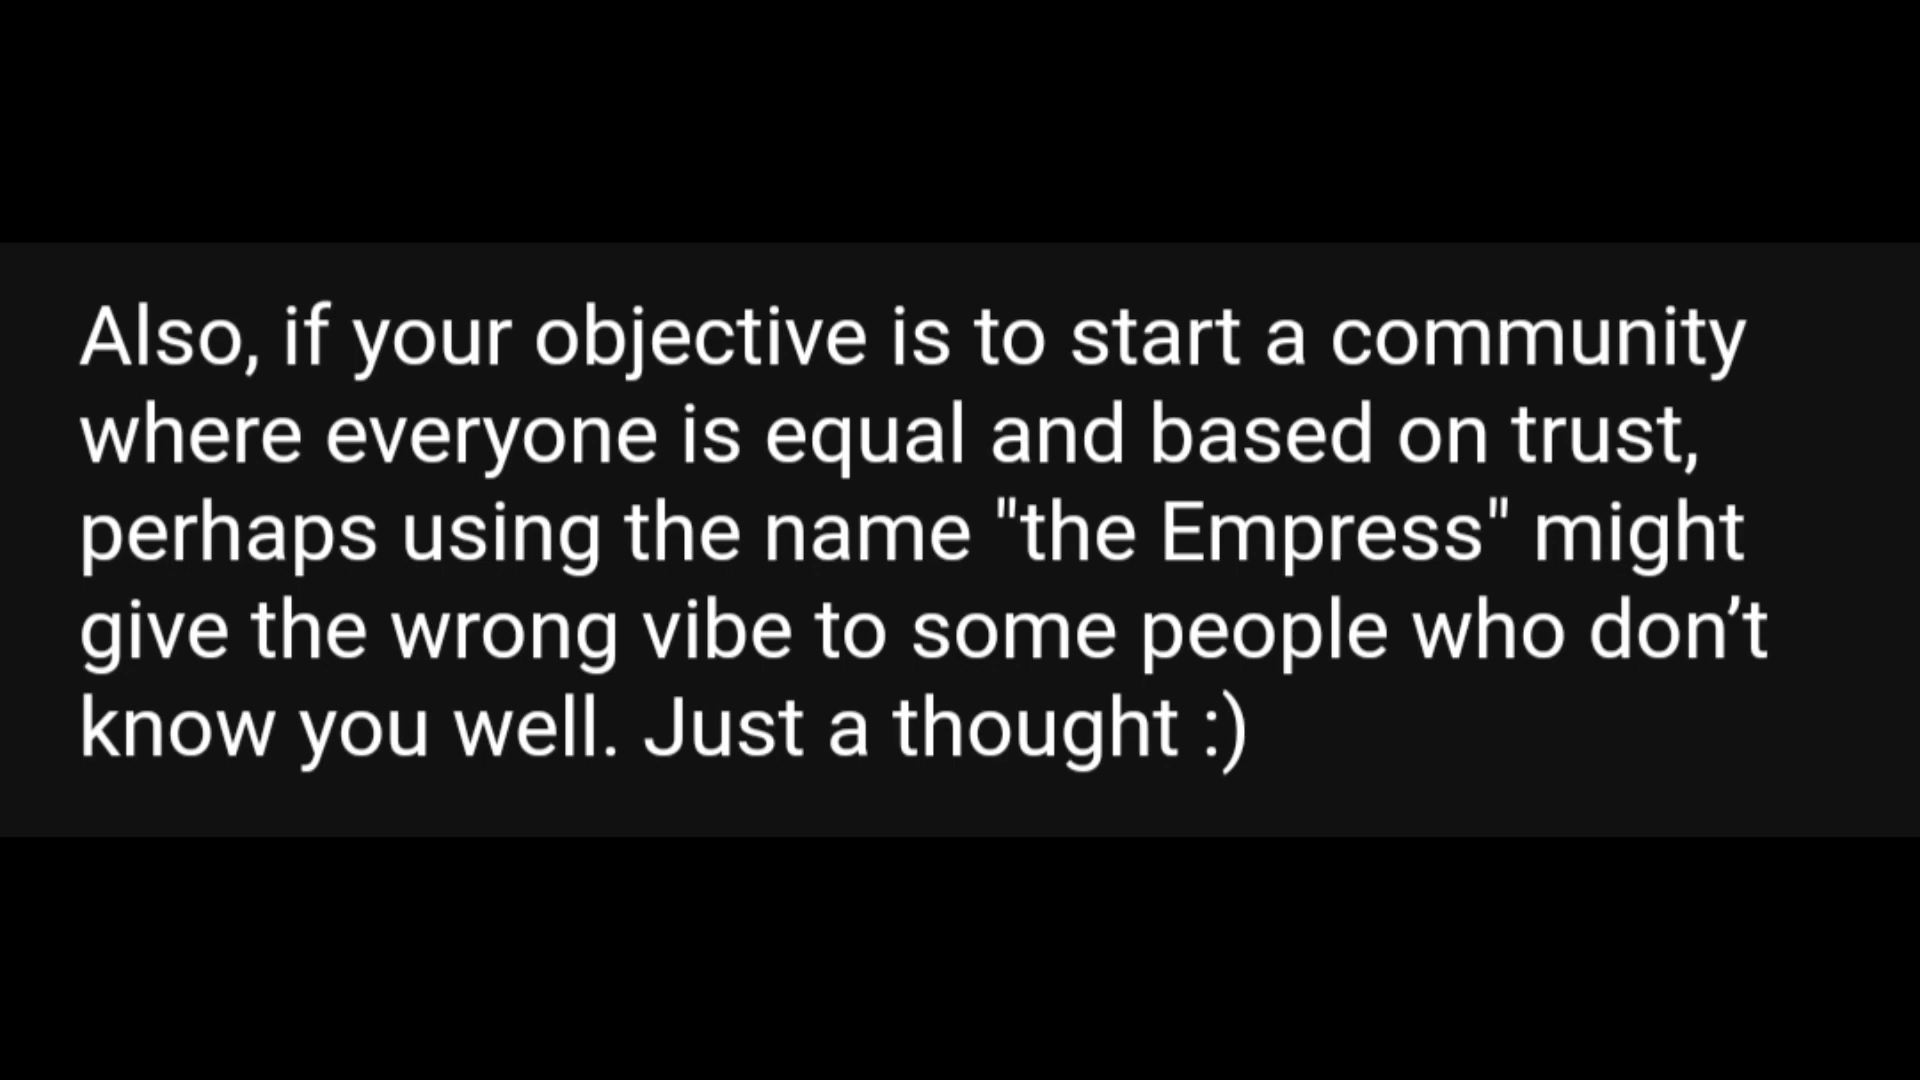 Also, if your objective is to start a community
where everyone is equal and based on trust,
perhaps using the name "the Empress" might
give the wrong vibe to some people who don’t
know you well. Just a thought :)